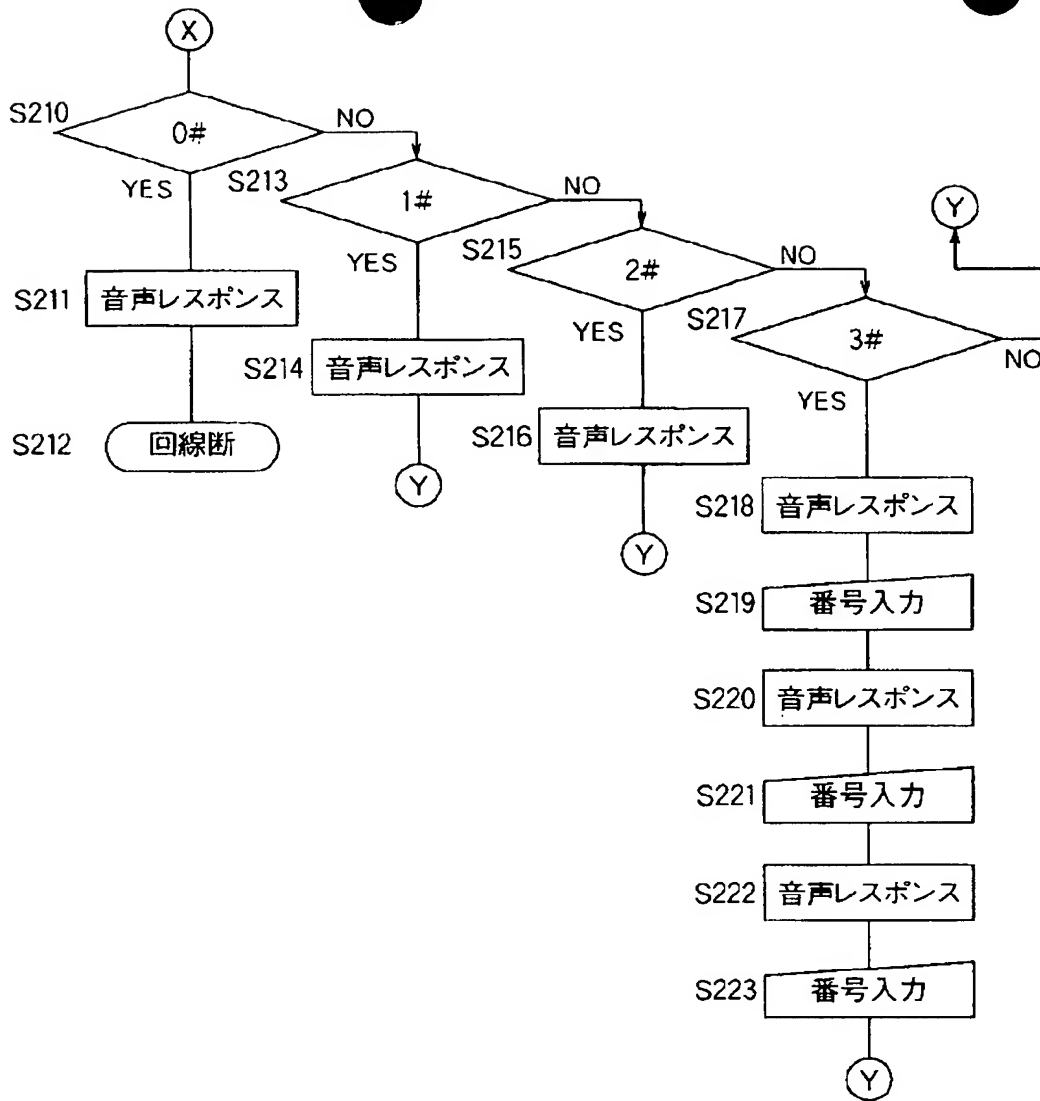 X
S210
0#
NO
YES
S213
1#
NO
Y
S211
音声レスポンス
YES
S215
2#
NO
S214
音声レスポンス
YES
S217
3#
NO
S212
回線断
Y
S216
音声レスポンス
YES
Y
S218
音声レスポンス
S219
番号入力
S220
音声レスポンス
S221
番号入力
S222
音声レスポンス
S223
番号入力
Y